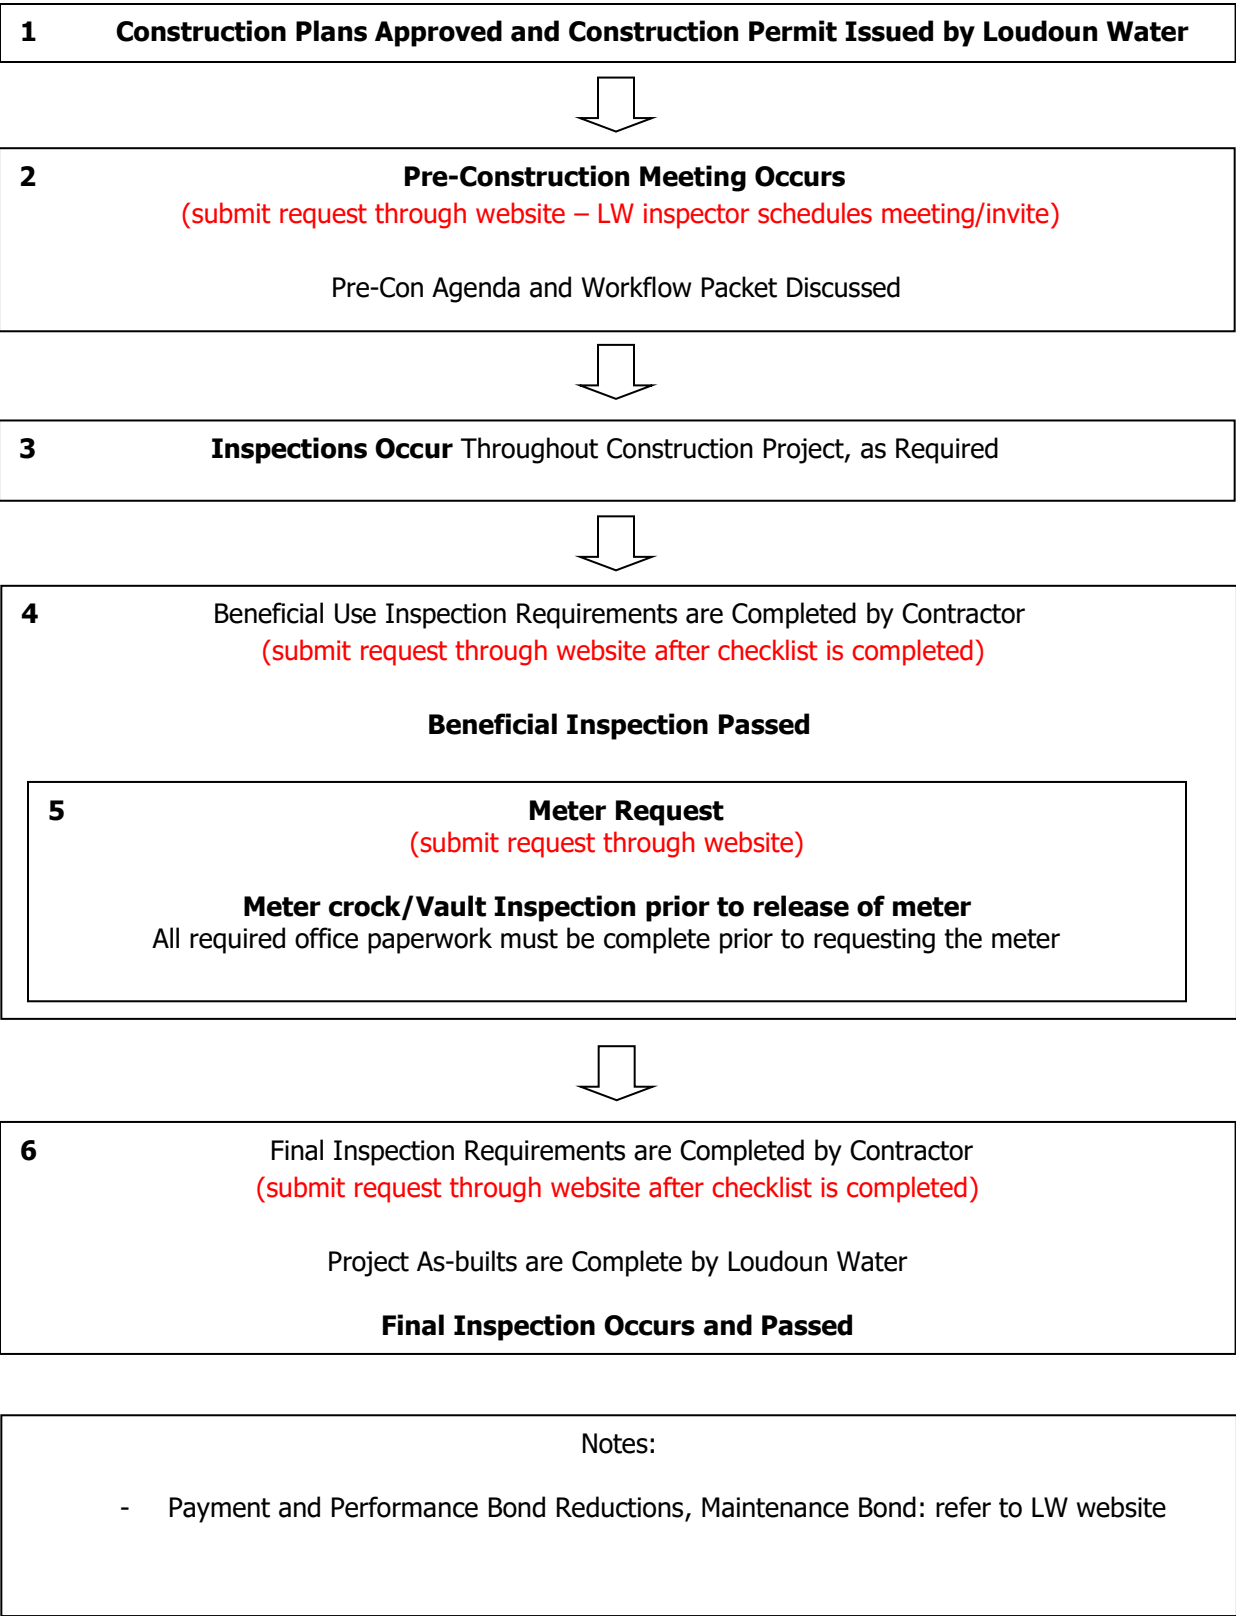 1 Construction Plans Approved and Construction Permit Issued by Loudoun Water
2 Pre-Construction Meeting Occurs
(submit request through website – LW inspector schedules meeting/invite)
Pre-Con Agenda and Workflow Packet Discussed
3 Inspections Occur Throughout Construction Project, as Required
4 Beneficial Use Inspection Requirements are Completed by Contractor
(submit request through website after checklist is completed)
Beneficial Inspection Passed
5 Meter Request
(submit request through website)
Meter crock/Vault Inspection prior to release of meter
All required office paperwork must be complete prior to requesting the meter
6 Final Inspection Requirements are Completed by Contractor
(submit request through website after checklist is completed)
Project As-builts are Complete by Loudoun Water
Final Inspection Occurs and Passed
Notes:
- Payment and Performance Bond Reductions, Maintenance Bond: refer to LW website